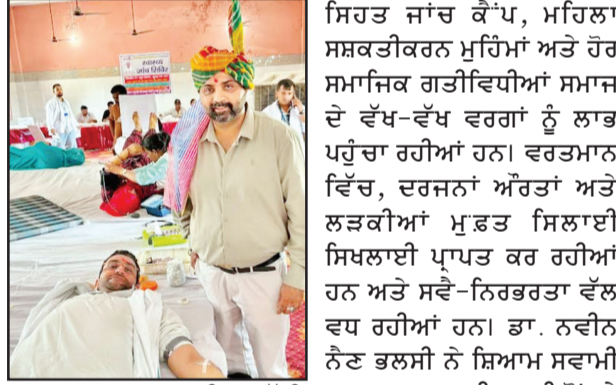 ਸਿਹਤ ਜਾਂਚ ਕੈਂਪ, ਮਹਿਲਾ
ਸਸ਼ਕਤੀਕਰਨ ਮੁਹਿੰਮਾਂ ਅਤੇ ਹੋਰ
ਸਮਾਜਿਕ ਗਤੀਵਿਧੀਆਂ ਸਮਾਜ
ਦੇ ਵੱਖ-ਵੱਖ ਵਰਗਾਂ ਨੂੰ ਲਾਭ
ਪਹੁੰਚਾ ਰਹੀਆਂ ਹਨ। ਵਰਤਮਾਨ
ਵਿੱਚ, ਦਰਜਨਾਂ ਔਰਤਾਂ ਅਤੇ
ਲੜਕੀਆਂ ਮੁਫ਼ਤ ਸਿਲਾਈ
ਸਿਖਲਾਈ ਪ੍ਰਾਪਤ ਕਰ ਰਹੀਆਂ
ਹਨ ਅਤੇ ਸਵੈ-ਨਿਰਭਰਤਾ ਵੱਲ
ਵਧ ਰਹੀਆਂ ਹਨ। ਡਾ. ਨਵੀਨ
ਨੈਣ ਭਲਸੀ ਨੇ ਸ਼ਿਆਮ ਸਵਾਮੀ